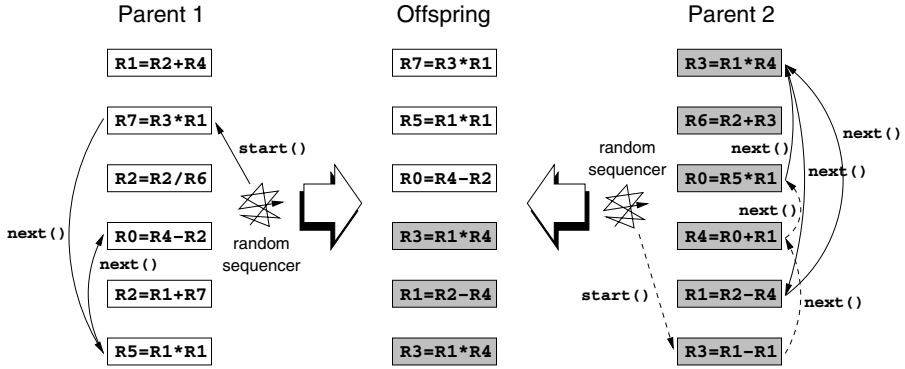 Parent 1
Offspring
Parent 2
R1=R2+R4
R7=R3*R1
R2=R2/R6
R0=R4-R2
R2=R1+R7
R5=R1*R1
next()
next()
start()
random
sequencer
R7=R3*R1
R5=R1*R1
R0=R4-R2
R3=R1*R4
R1=R2-R4
R3=R1*R4
random
sequencer
start()
R3=R1*R4
R6=R2+R3
R0=R5*R1
R4=R0+R1
R1=R2-R4
R3=R1-R1
next()
next()
next()
next()
next()